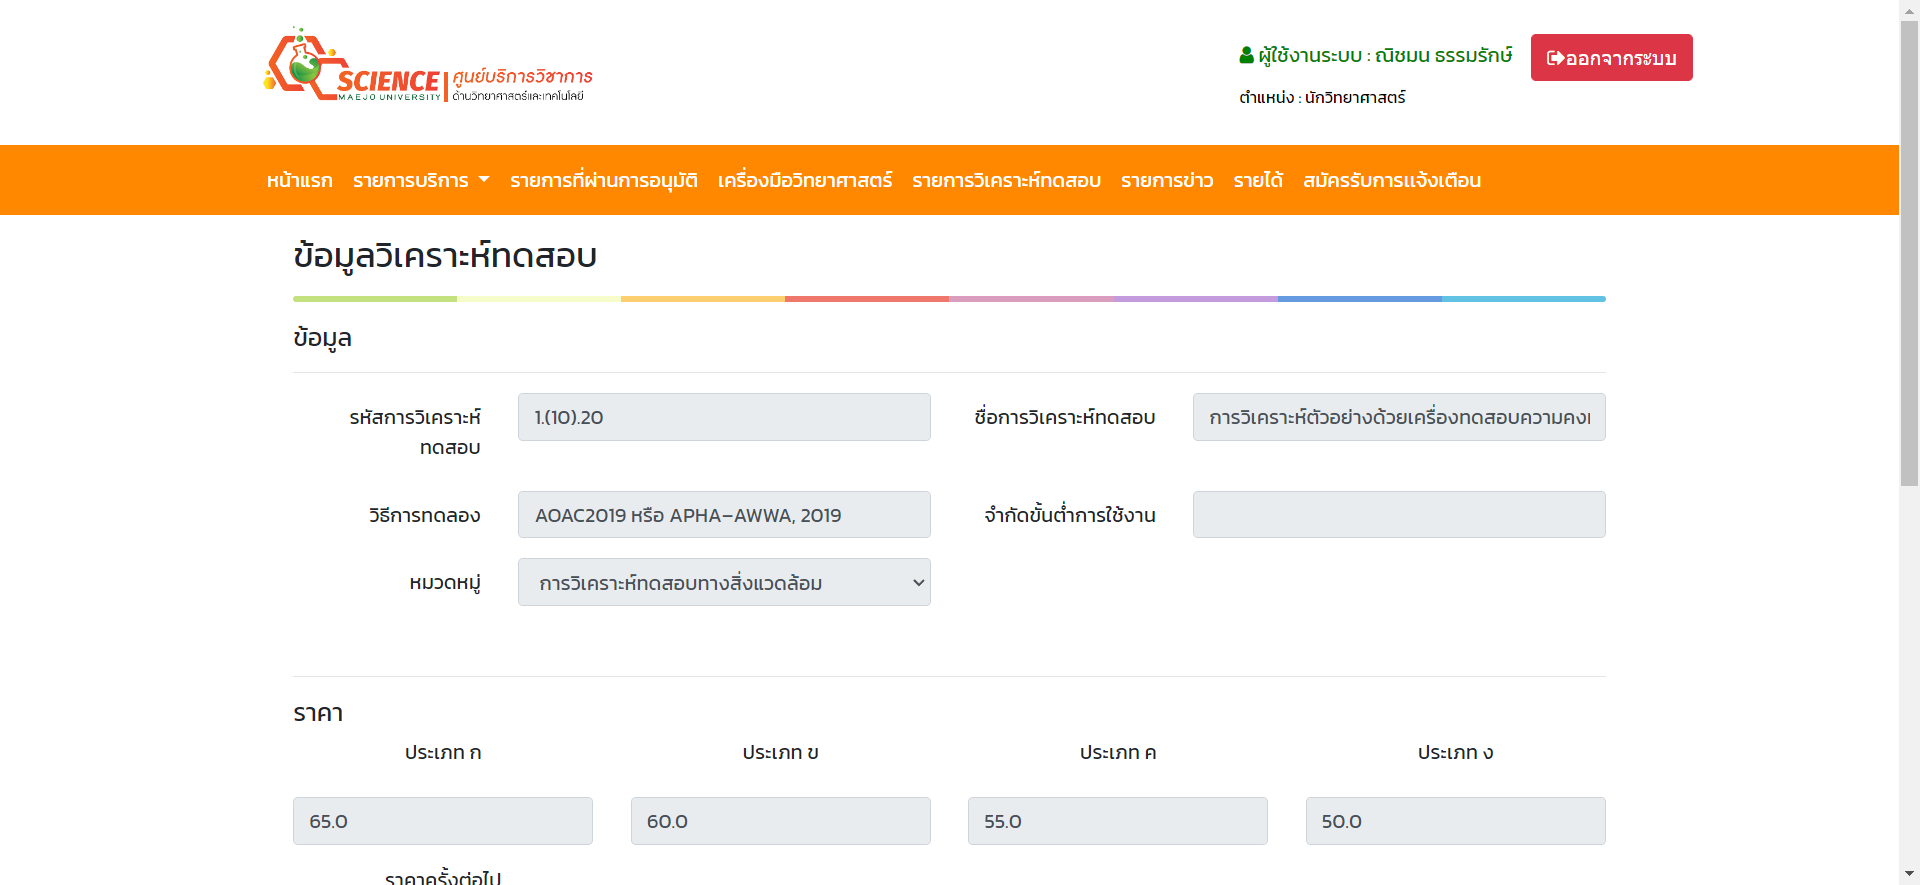 SCIENCE
MAEJO UNIVERSITY
ศูนย์บริการวิชาการ
ด้านวิทยาศาสตร์และเทคโนโลยี
ผู้ใช้งานระบบ : ณิชมน ธรรมรักษ์
ออกจากระบบ
ตำแหน่ง : นักวิทยาศาสตร์
หน้าแรก รายการบริการ รายการที่ผ่านการอนุมัติ เครื่องมือวิทยาศาสตร์ รายการวิเคราะห์ทดสอบ รายการข่าว รายได้ สมัครรับการแจ้งเตือน
ข้อมูลวิเคราะห์ทดสอบ
ข้อมูล
รหัสการวิเคราะห์
ทดสอบ
1.(10).20
ชื่อการวิเคราะห์ทดสอบ
การวิเคราะห์ตัวอย่างด้วยเครื่องทดสอบความคง
วิธีการทดลอง
AOAC2019 หรือ APHA–AWWA, 2019
จำกัดขั้นต่ำการใช้งาน
หมวดหมู่
การวิเคราะห์ทดสอบทางสิ่งแวดล้อม
ราคา
ประเภท ก ประเภท ข ประเภท ค ประเภท ง
65.0 60.0 55.0 50.0
ราคาครั้งต่อไป